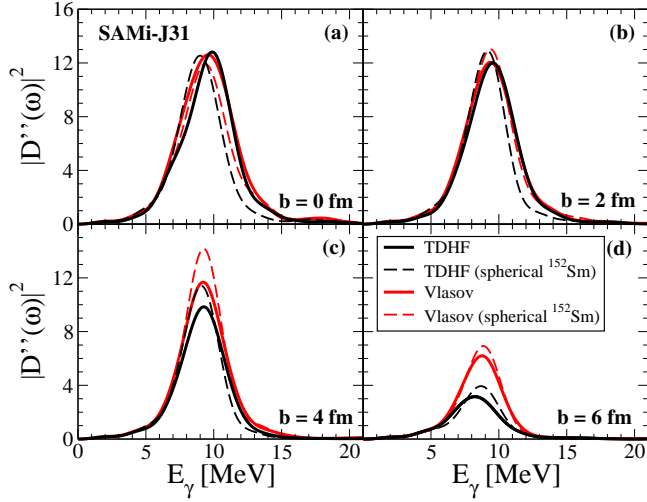 SAMi-J31
(a)
(b)
16
12
8
4
0
|D’’(ω)|²
b = 0 fm
b = 2 fm
(c)
(d)
TDHF
TDHF (spherical ¹⁵²Sm)
Vlasov
Vlasov (spherical ¹⁵²Sm)
12
8
4
0
|D’’(ω)|²
b = 4 fm
b = 6 fm
0 5 10 15 20
5 10 15 20
E_γ [MeV]
E_γ [MeV]